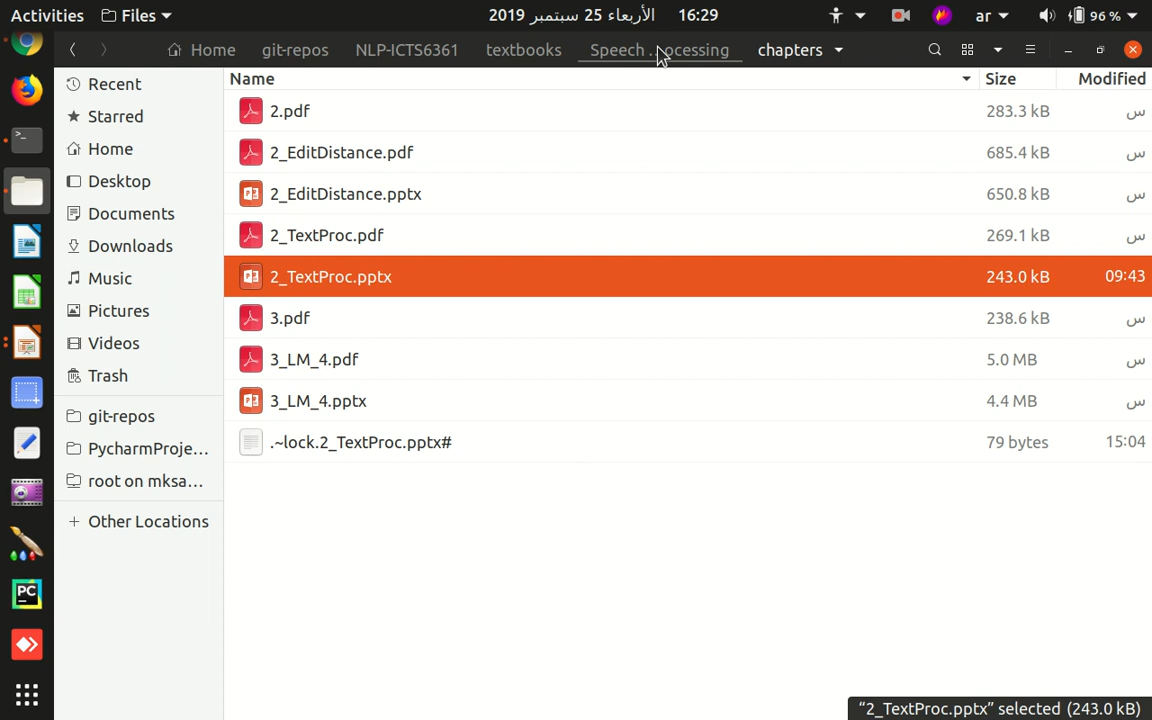 Activities Files الأربعاء 25 سبتمبر 2019 16:29 ar 96 %
Home git-repos NLP-ICTS6361 textbooks Speech ...ocessing chapters
Name Size Modified
Recent
Starred
Home
Desktop
Documents
Downloads
Music
Pictures
Videos
Trash
git-repos
PycharmProje...
root on mksa...
+ Other Locations
2.pdf 283.3 kB س
2_EditDistance.pdf 685.4 kB س
2_EditDistance.pptx 650.8 kB س
2_TextProc.pdf 269.1 kB س
2_TextProc.pptx 243.0 kB 09:43
3.pdf 238.6 kB س
3_LM_4.pdf 5.0 MB س
3_LM_4.pptx 4.4 MB س
.~lock.2_TextProc.pptx# 79 bytes 15:04
PC
"2_TextProc.pptx" selected (243.0 kB)